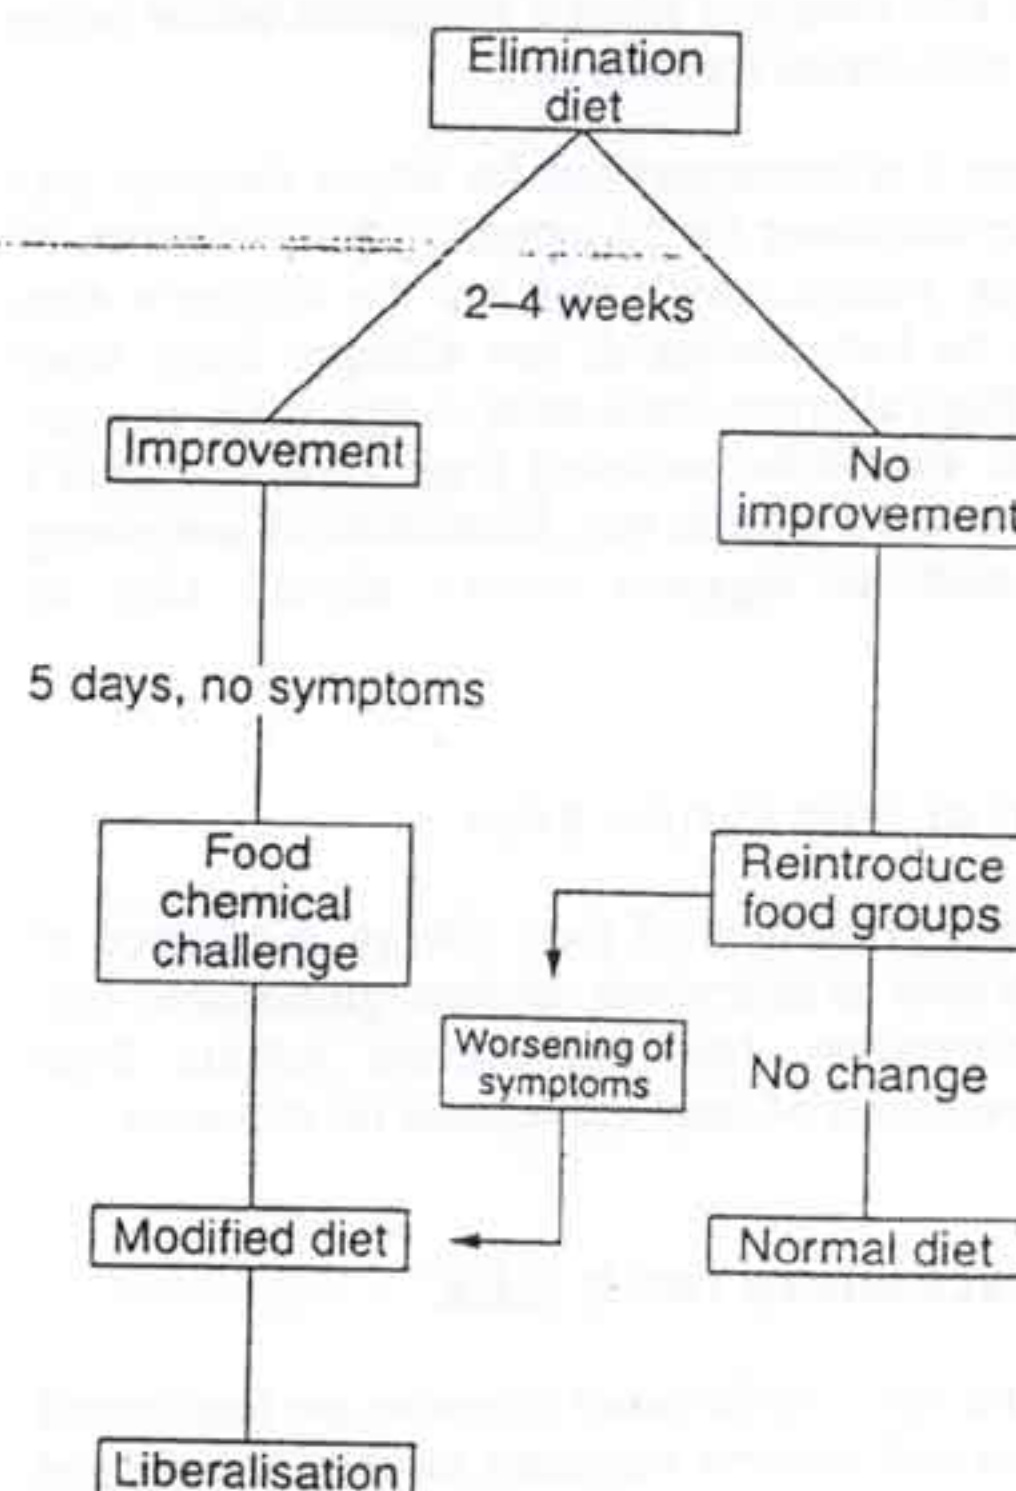 Elimination
diet
2–4 weeks
Improvement
No
improvement
5 days, no symptoms
Food
chemical
challenge
Reintroduce
food groups
Worsening of
symptoms
No change
Modified diet
Normal diet
Liberalisation